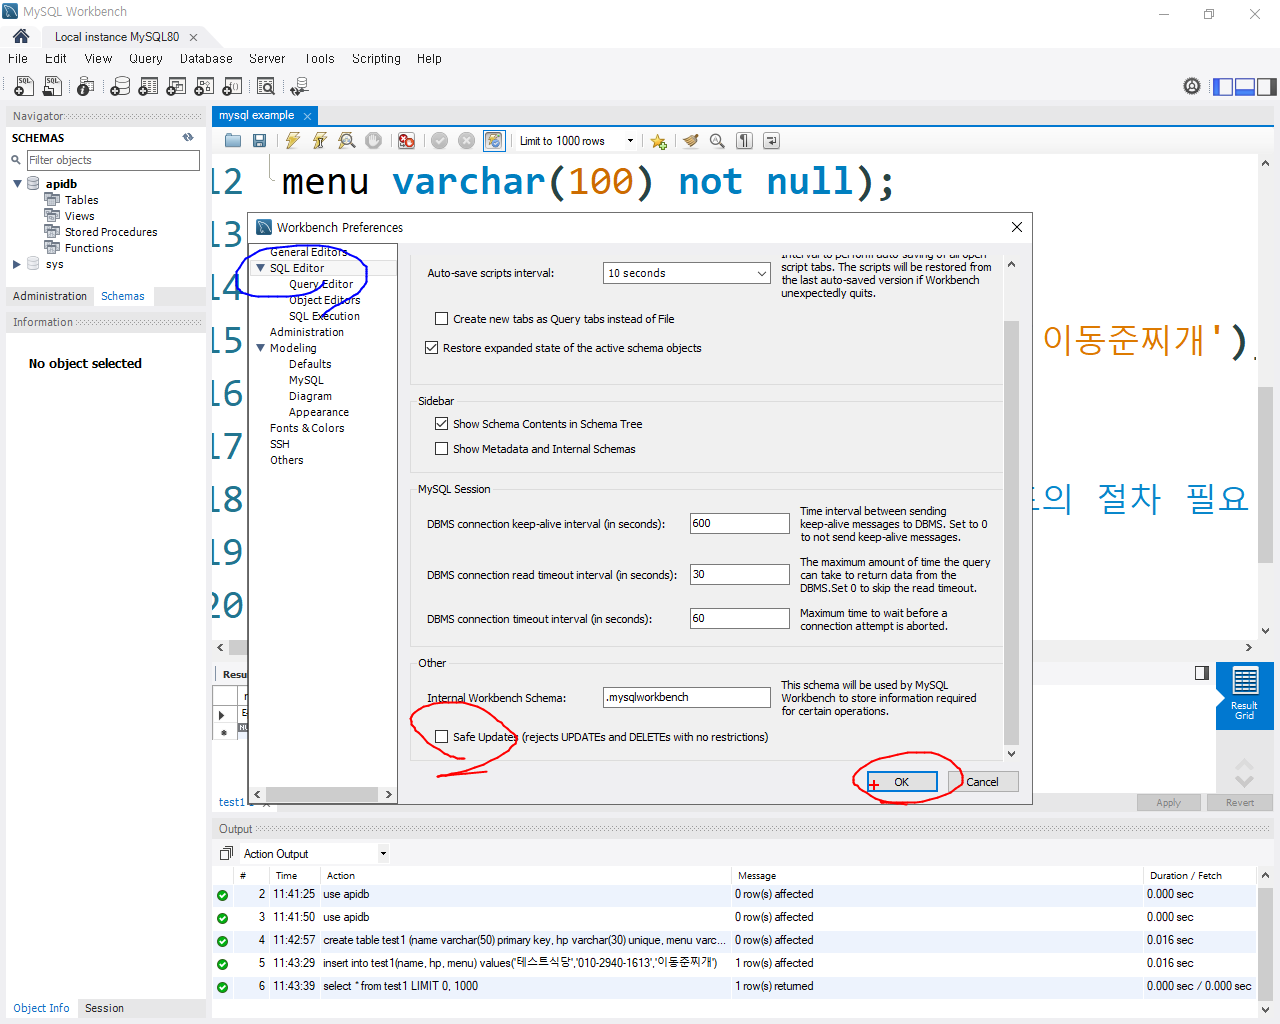 MySQL Workbench
Local instance MySQL80
File Edit View Query Database Server Tools Scripting Help
Navigator
SCHEMAS
Filter objects
apidb
Tables
Views
Stored Procedures
Functions
sys
Administration Schemas
Information
No object selected
Object Info Session
mysql example
Limit to 1000 rows
12 menu varchar(100) not null);
13
14
15 이동준찌개')
16
17
18 의 절차 필요
19
20
Workbench Preferences
General Editors
SQL Editor
Query Editor
Object Editors
SQL Execution
Administration
Modeling
Defaults
MySQL
Diagram
Appearance
Fonts & Colors
SSH
Others
Auto-save scripts interval:
10 seconds
Interval to perform auto-saving of all open
script tabs. The scripts will be restored from
the last auto-saved version if Workbench
unexpectedly quits.
Create new tabs as Query tabs instead of File
Restore expanded state of the active schema objects
Sidebar
Show Schema Contents in Schema Tree
Show Metadata and Internal Schemas
MySQL Session
DBMS connection keep-alive interval (in seconds):
600
Time interval between sending
keep-alive messages to DBMS. Set to 0
to not send keep-alive messages.
DBMS connection read timeout interval (in seconds):
30
The maximum amount of time the query
can take to return data from the
DBMS.Set 0 to skip the read timeout.
DBMS connection timeout interval (in seconds):
60
Maximum time to wait before a
connection attempt is aborted.
Other
Internal Workbench Schema:
.mysqlworkbench
This schema will be used by MySQL
Workbench to store information required
for certain operations.
Safe Updates (rejects UPDATEs and DELETEs with no restrictions)
OK Cancel
Resu
Result
Grid
test1
Apply Revert
Output
Action Output
# Time Action Message Duration / Fetch
2 11:41:25 use apidb 0 row(s) affected 0.000 sec
3 11:41:50 use apidb 0 row(s) affected 0.000 sec
4 11:42:57 create table test1 (name varchar(50) primary key, hp varchar(30) unique, menu varc... 0 row(s) affected 0.016 sec
5 11:43:29 insert into test1(name, hp, menu) values('테스트식당','010-2940-1613','이동준찌개') 1 row(s) affected 0.016 sec
6 11:43:39 select * from test1 LIMIT 0, 1000 1 row(s) returned 0.000 sec / 0.000 sec